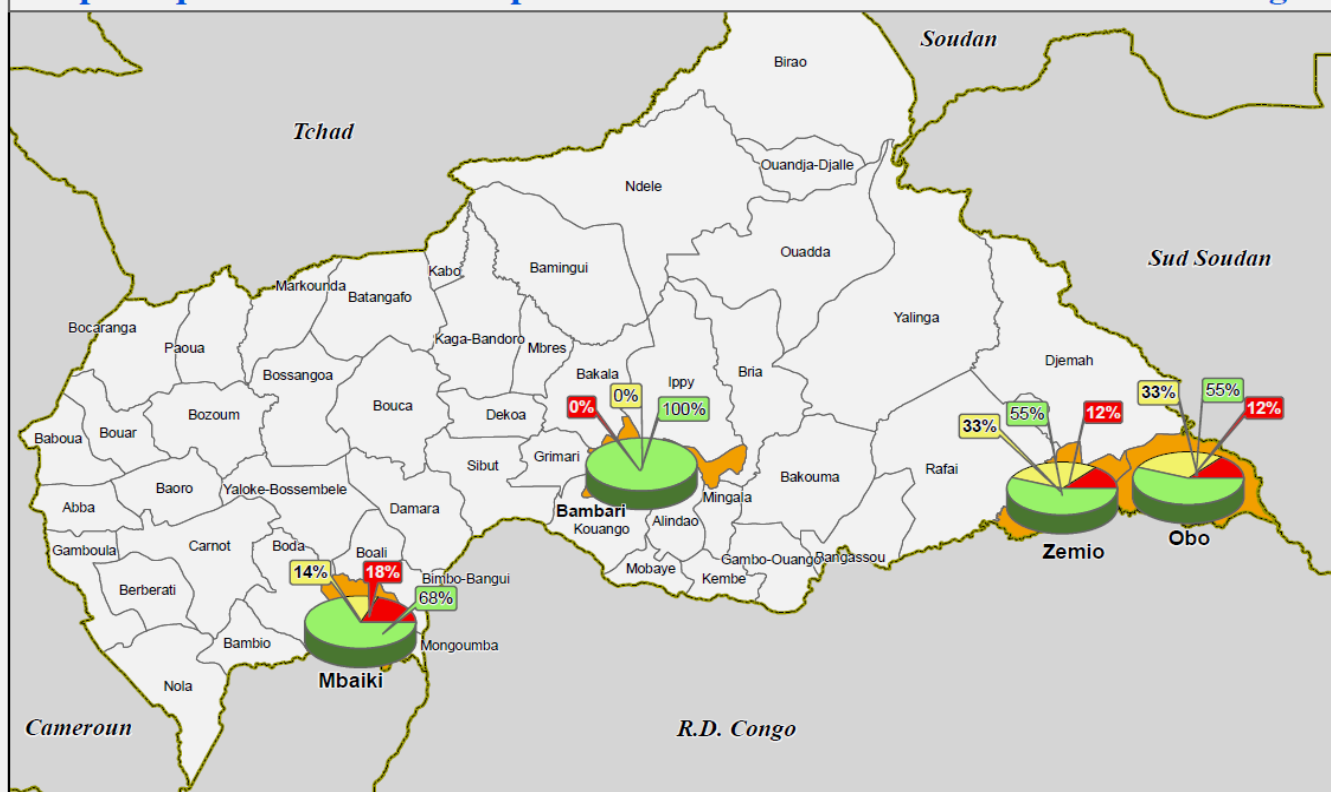 Soudan
Birao
Tchad
Ouandja-Djalle
Ndele
Ouadda
Sud Soudan
Kabo
Bamingui
Markounda
Batangafo
Yalinga
Bocaranga
Paoua
Kaga-Bandoro
Mbres
Djemah
Bossangoa
Bakala
Ippy
Bria
0%
33%
55%
Bozoum
Bouca
Dekoa
0%
100%
55%
12%
12%
33%
Baboua
Bouar
Sibut
Grimari
Rafai
Bakouma
Baoro
Yaloke-Bossembele
Mingala
Abba
Damara
Bambari
Kouango
Alindao
Obo
Zemio
Gamboula
Carnot
Boda
Boali
Gambo-Ouango
Bangassou
Mobaye
Kembe
14%
18%
Bimbo-Bangui
Berberati
68%
Bambio
Mongoumba
Mbaiki
Nola
Cameroun
R.D. Congo